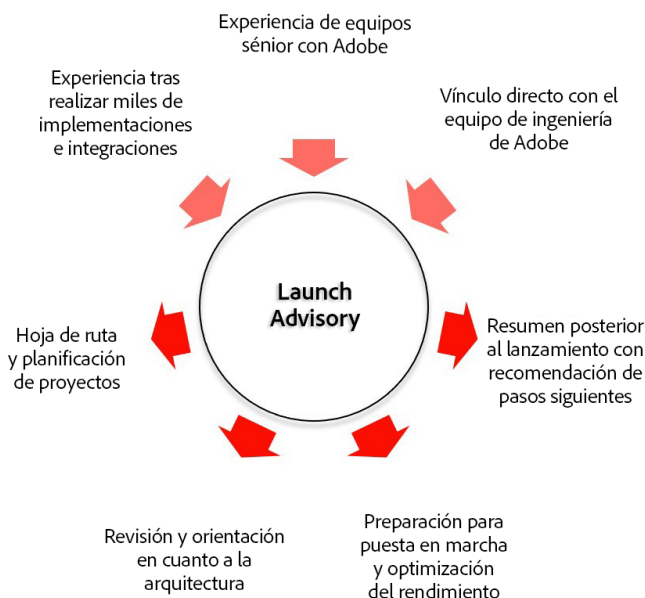 Experiencia de equipos
sénior con Adobe
Experiencia tras
realizar miles de
implementaciones
e integraciones
Vínculo directo con el
equipo de ingeniería
de Adobe
Launch
Advisory
Hoja de ruta
y planificación
de proyectos
Resumen posterior
al lanzamiento con
recomendación de
pasos siguientes
Revisión y orientación
en cuanto a la
arquitectura
Preparación para
puesta en marcha
y optimización
del rendimiento